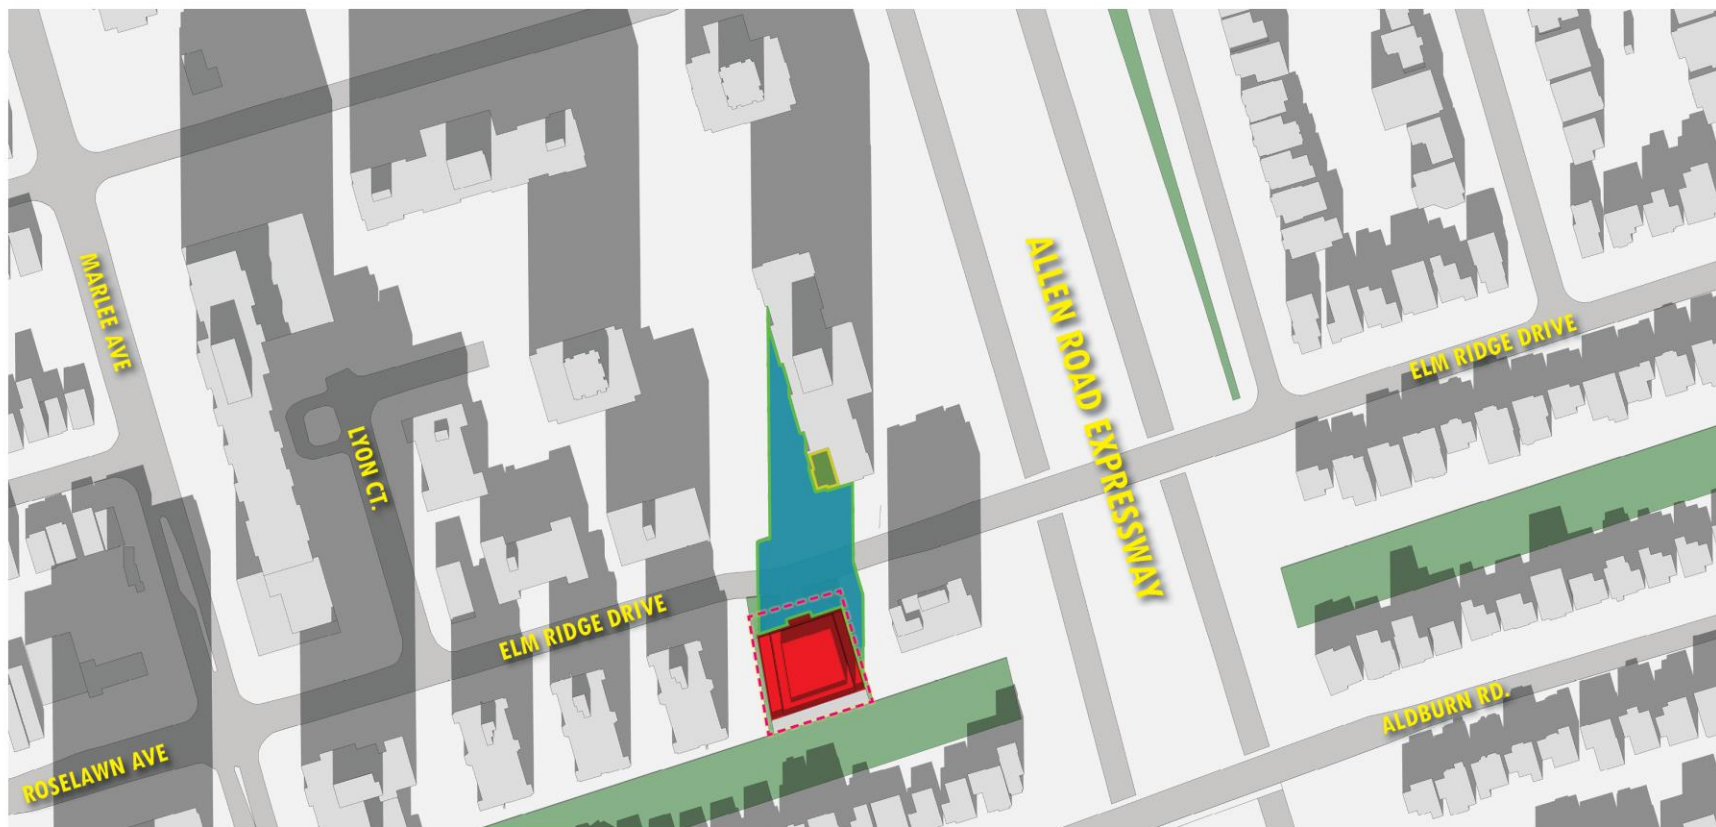 MARLEE AVE
ALLEN ROAD EXPRESSWAY
ELM RIDGE DRIVE
LYON CT.
ELM RIDGE DRIVE
ALDBURN RD.
ROSELAWN AVE